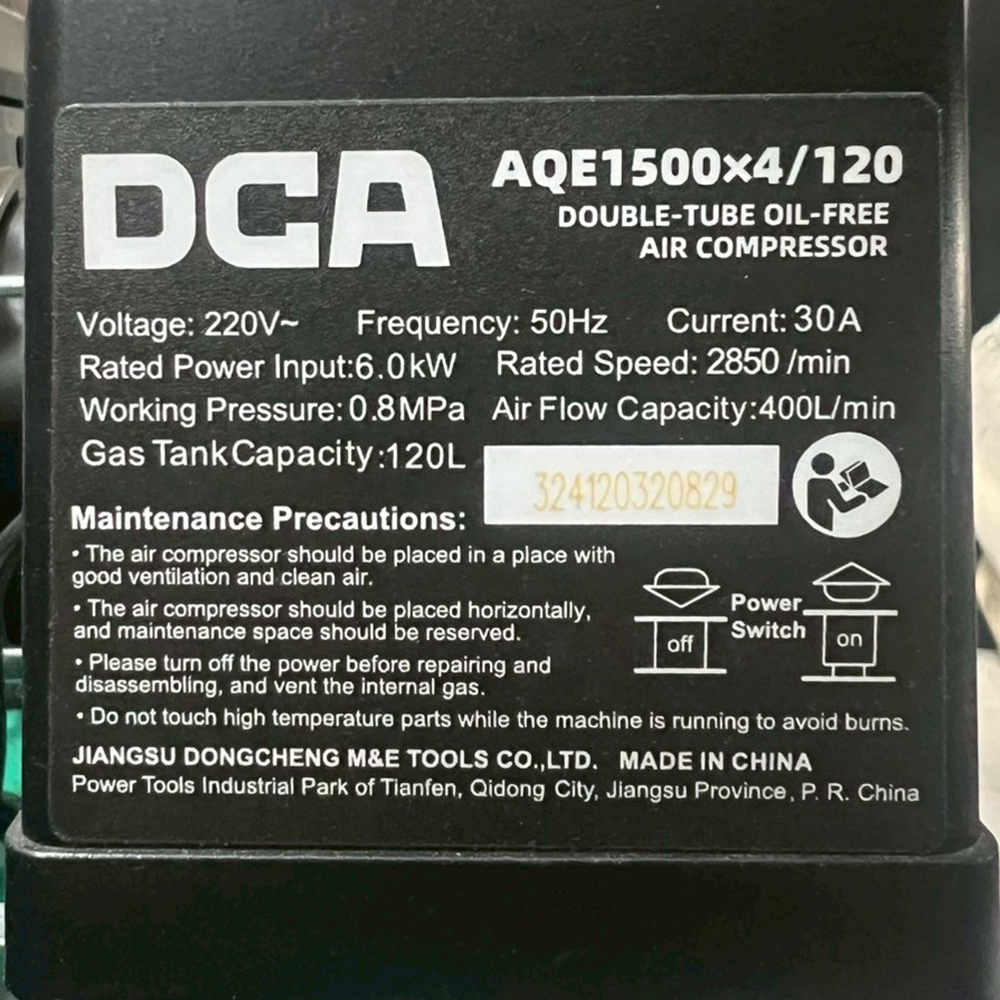 DCA
AQE1500×4/120
DOUBLE-TUBE OIL-FREE
AIR COMPRESSOR
Voltage: 220V~ Frequency: 50Hz Current: 30A
Rated Power Input:6.0kW Rated Speed: 2850 /min
Working Pressure: 0.8MPa Air Flow Capacity:400L/min
Gas Tank Capacity:120L
324120320829
Maintenance Precautions:
• The air compressor should be placed in a place with
good ventilation and clean air.
• The air compressor should be placed horizontally,
and maintenance space should be reserved.
• Please turn off the power before repairing and
disassembling, and vent the internal gas.
• Do not touch high temperature parts while the machine is running to avoid burns.
off
Power
Switch
on
JIANGSU DONGCHENG M&E TOOLS CO.,LTD. MADE IN CHINA
Power Tools Industrial Park of Tianfen, Qidong City, Jiangsu Province, P. R. China